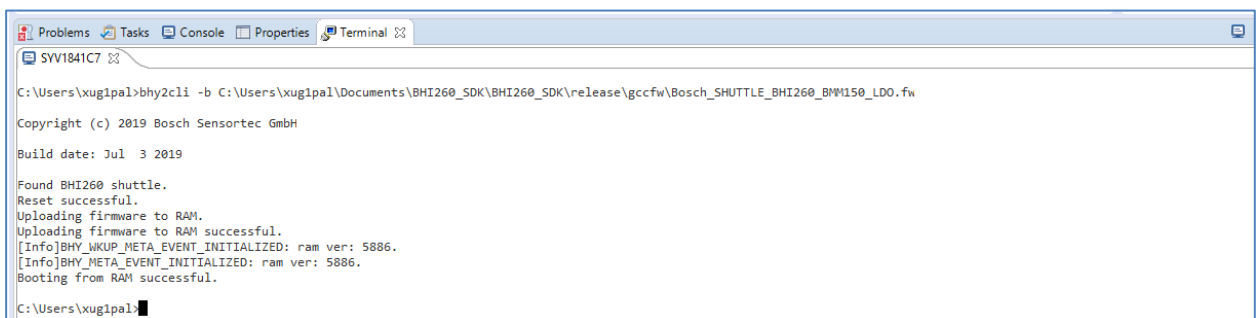 Problems Tasks Console Properties Terminal
SYV1841C7
C:\Users\xug1pal>bhy2cli -b C:\Users\xug1pal\Documents\BHI260_SDK\BHI260_SDK\release\gccfw\Bosch_SHUTTLE_BHI260_BMM150_LDO.fw
Copyright (c) 2019 Bosch Sensortec GmbH
Build date: Jul  3 2019
Found BHI260 shuttle.
Reset successful.
Uploading firmware to RAM.
Uploading firmware to RAM successful.
[Info]BHY_WKUP_META_EVENT_INITIALIZED: ram ver: 5886.
[Info]BHY_META_EVENT_INITIALIZED: ram ver: 5886.
Booting from RAM successful.
C:\Users\xug1pal>